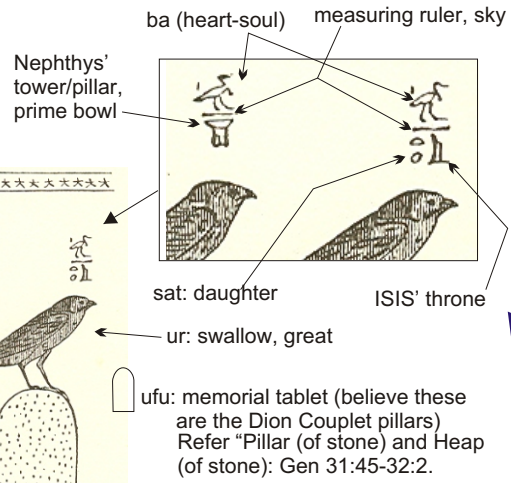 ba (heart-soul)
measuring ruler, sky
Nephthys'
tower/pillar,
prime bowl
sat: daughter
ISIS' throne
ur: swallow, great
ufu: memorial tablet (believe these
are the Dion Couplet pillars)
Refer “Pillar (of stone) and Heap
(of stone): Gen 31:45-32:2.